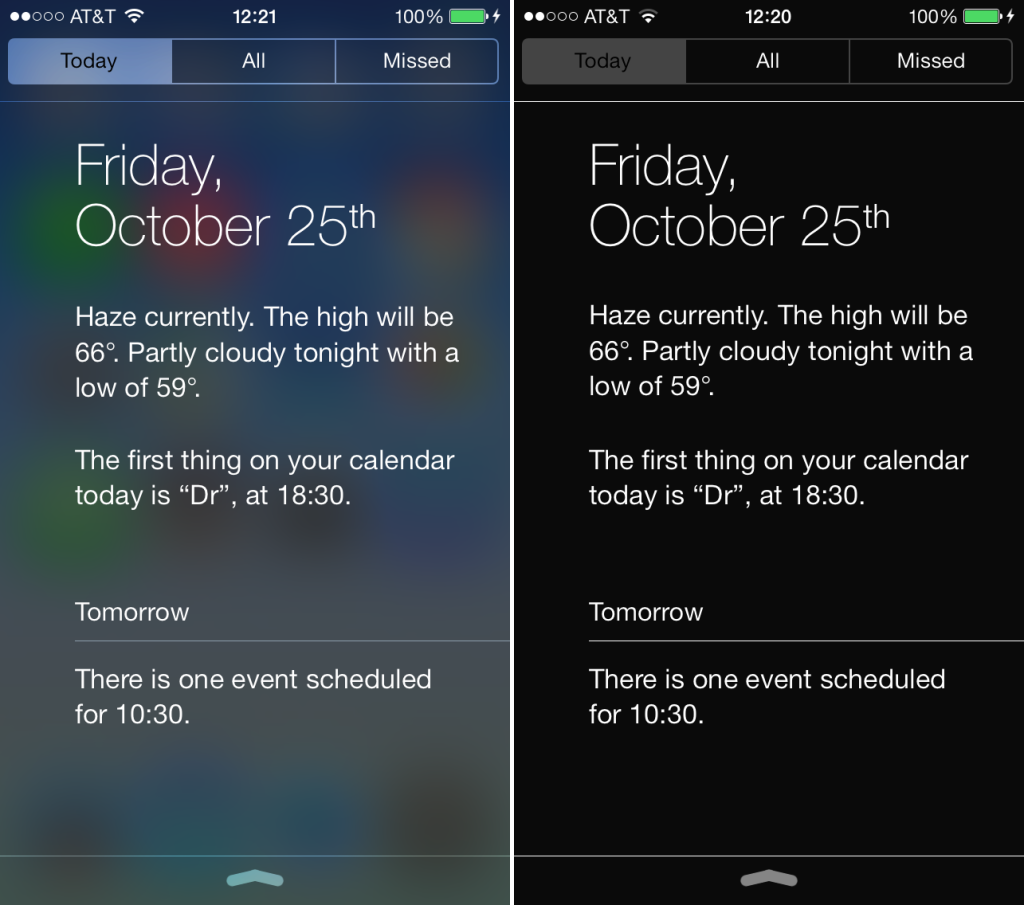 AT&T 12:21 100%
Today All Missed
Friday,
October 25th
Haze currently. The high will be
66°. Partly cloudy tonight with a
low of 59°.
The first thing on your calendar
today is “Dr”, at 18:30.
Tomorrow
There is one event scheduled
for 10:30.
AT&T 12:20 100%
Today All Missed
Friday,
October 25th
Haze currently. The high will be
66°. Partly cloudy tonight with a
low of 59°.
The first thing on your calendar
today is “Dr”, at 18:30.
Tomorrow
There is one event scheduled
for 10:30.